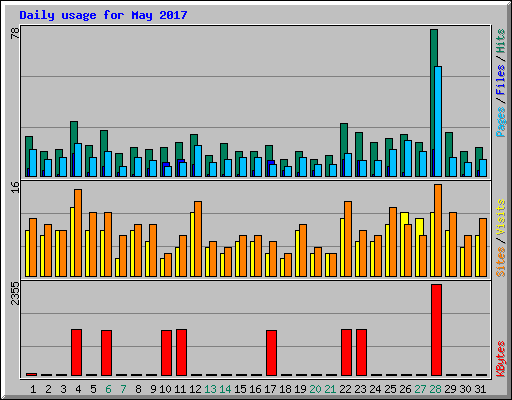 Daily usage for May 2017
78
Pages / Files / Hits
16
Sites / Visits
2355
KBytes
1 2 3 4 5 6 7 8 9 10 11 12 13 14 15 16 17 18 19 20 21 22 23 24 25 26 27 28 29 30 31